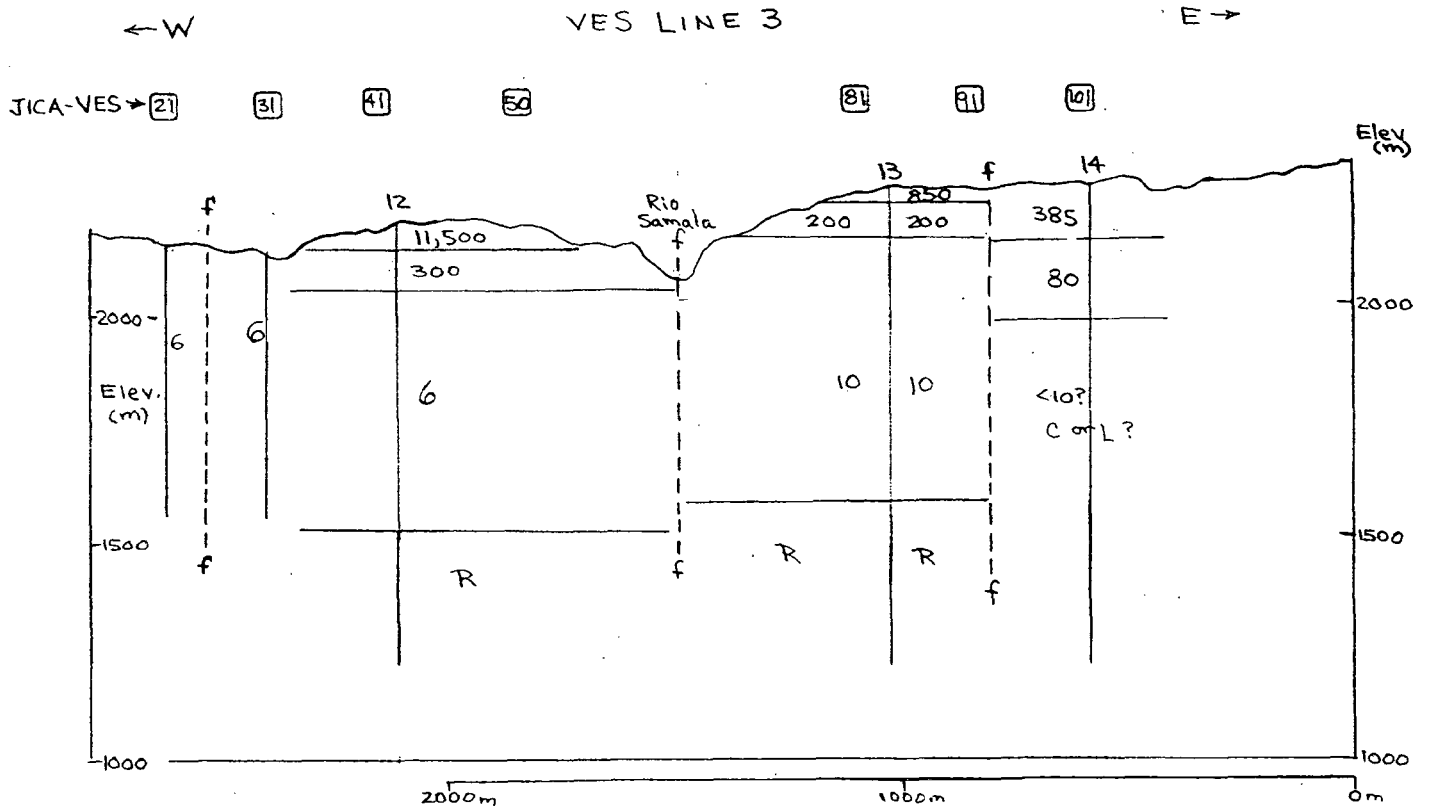 ← W VES LINE 3 E →
JICA-VES → 21 31 41 50 81 91 101
Elev (m)
f 12 Rio Samala f 13 f 14
11,500 850
200 200 385
300 80
2000 2000
6 6
Elev. (m)
6 10 10 <10?
C or L?
1500 1500
R R R
f f f
1000 1000
2000m 1000m 0m